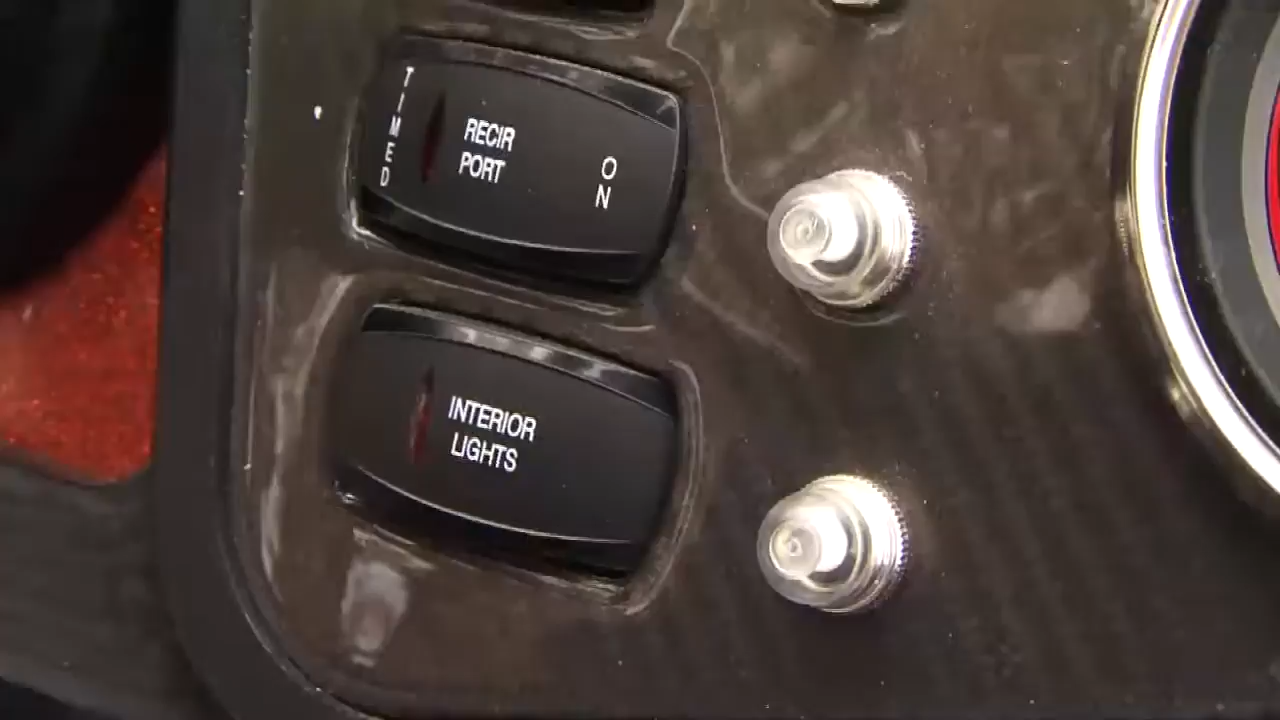 TIMED
RECIR
PORT
ON
INTERIOR
LIGHTS